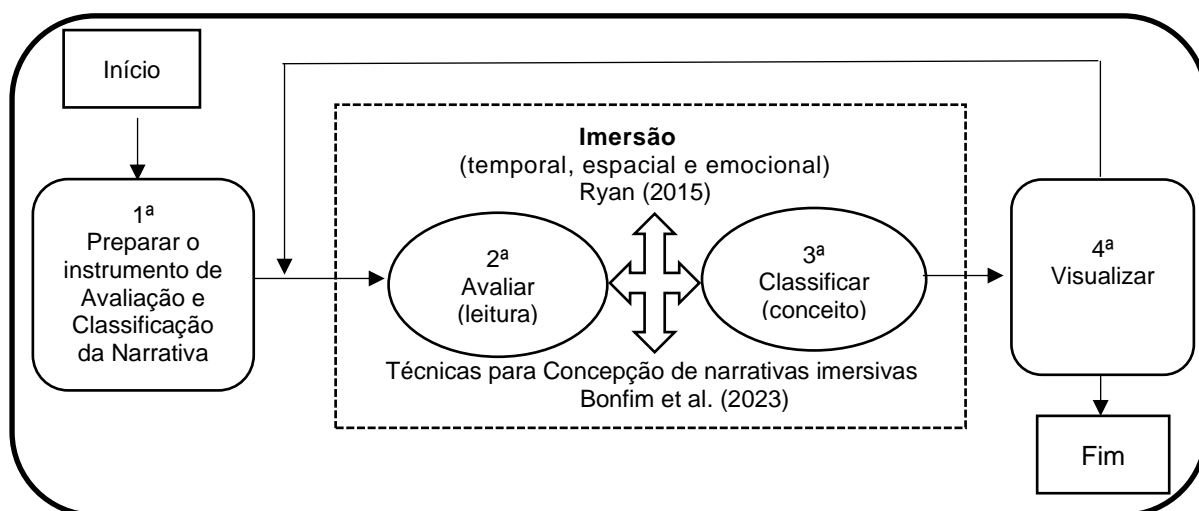 Início
1ª
Preparar o
instrumento de
Avaliação e
Classificação
da Narrativa
Imersão
(temporal, espacial e emocional)
Ryan (2015)
2ª
Avaliar
(leitura)
3ª
Classificar
(conceito)
Técnicas para Concepção de narrativas imersivas
Bonfim et al. (2023)
4ª
Visualizar
Fim